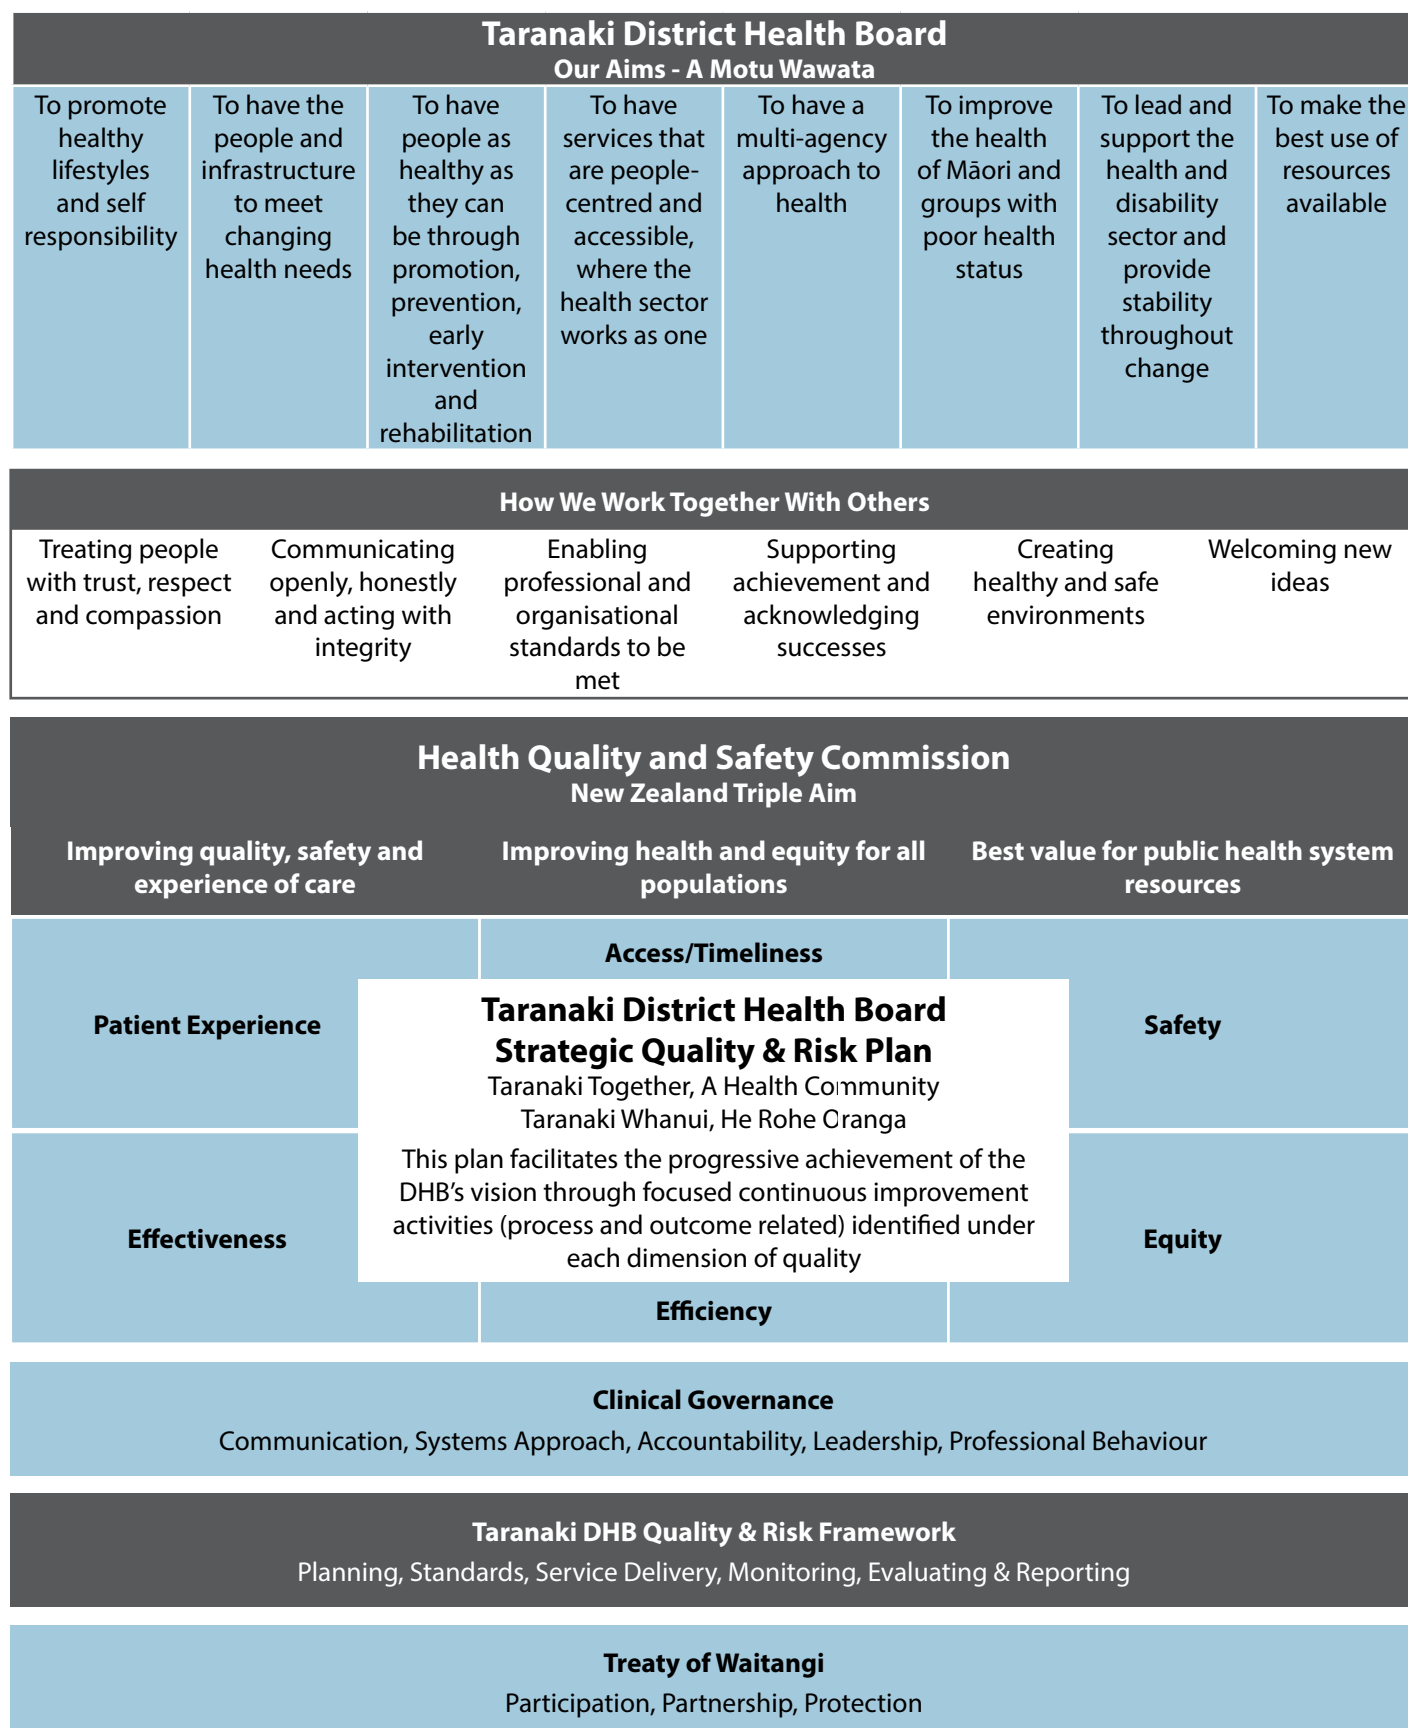 Taranaki District Health Board
Our Aims - A Motu Wawata
To promote
healthy
lifestyles
and self
responsibility
To have the
people and
infrastructure
to meet
changing
health needs
To have
people as
healthy as
they can
be through
promotion,
prevention,
early
intervention
and
rehabilitation
To have
services that
are people-
centred and
accessible,
where the
health sector
works as one
To have a
multi-agency
approach to
health
To improve
the health
of Māori and
groups with
poor health
status
To lead and
support the
health and
disability
sector and
provide
stability
throughout
change
To make the
best use of
resources
available
How We Work Together With Others
Treating people
with trust, respect
and compassion
Communicating
openly, honestly
and acting with
integrity
Enabling
professional and
organisational
standards to be
met
Supporting
achievement and
acknowledging
successes
Creating
healthy and safe
environments
Welcoming new
ideas
Health Quality and Safety Commission
New Zealand Triple Aim
Improving quality, safety and
experience of care
Improving health and equity for all
populations
Best value for public health system
resources
Access/Timeliness
Patient Experience
Safety
Taranaki District Health Board
Strategic Quality & Risk Plan
Taranaki Together, A Health Community
Taranaki Whanui, He Rohe Oranga
This plan facilitates the progressive achievement of the
DHB's vision through focused continuous improvement
activities (process and outcome related) identified under
each dimension of quality
Effectiveness
Equity
Efficiency
Clinical Governance
Communication, Systems Approach, Accountability, Leadership, Professional Behaviour
Taranaki DHB Quality & Risk Framework
Planning, Standards, Service Delivery, Monitoring, Evaluating & Reporting
Treaty of Waitangi
Participation, Partnership, Protection